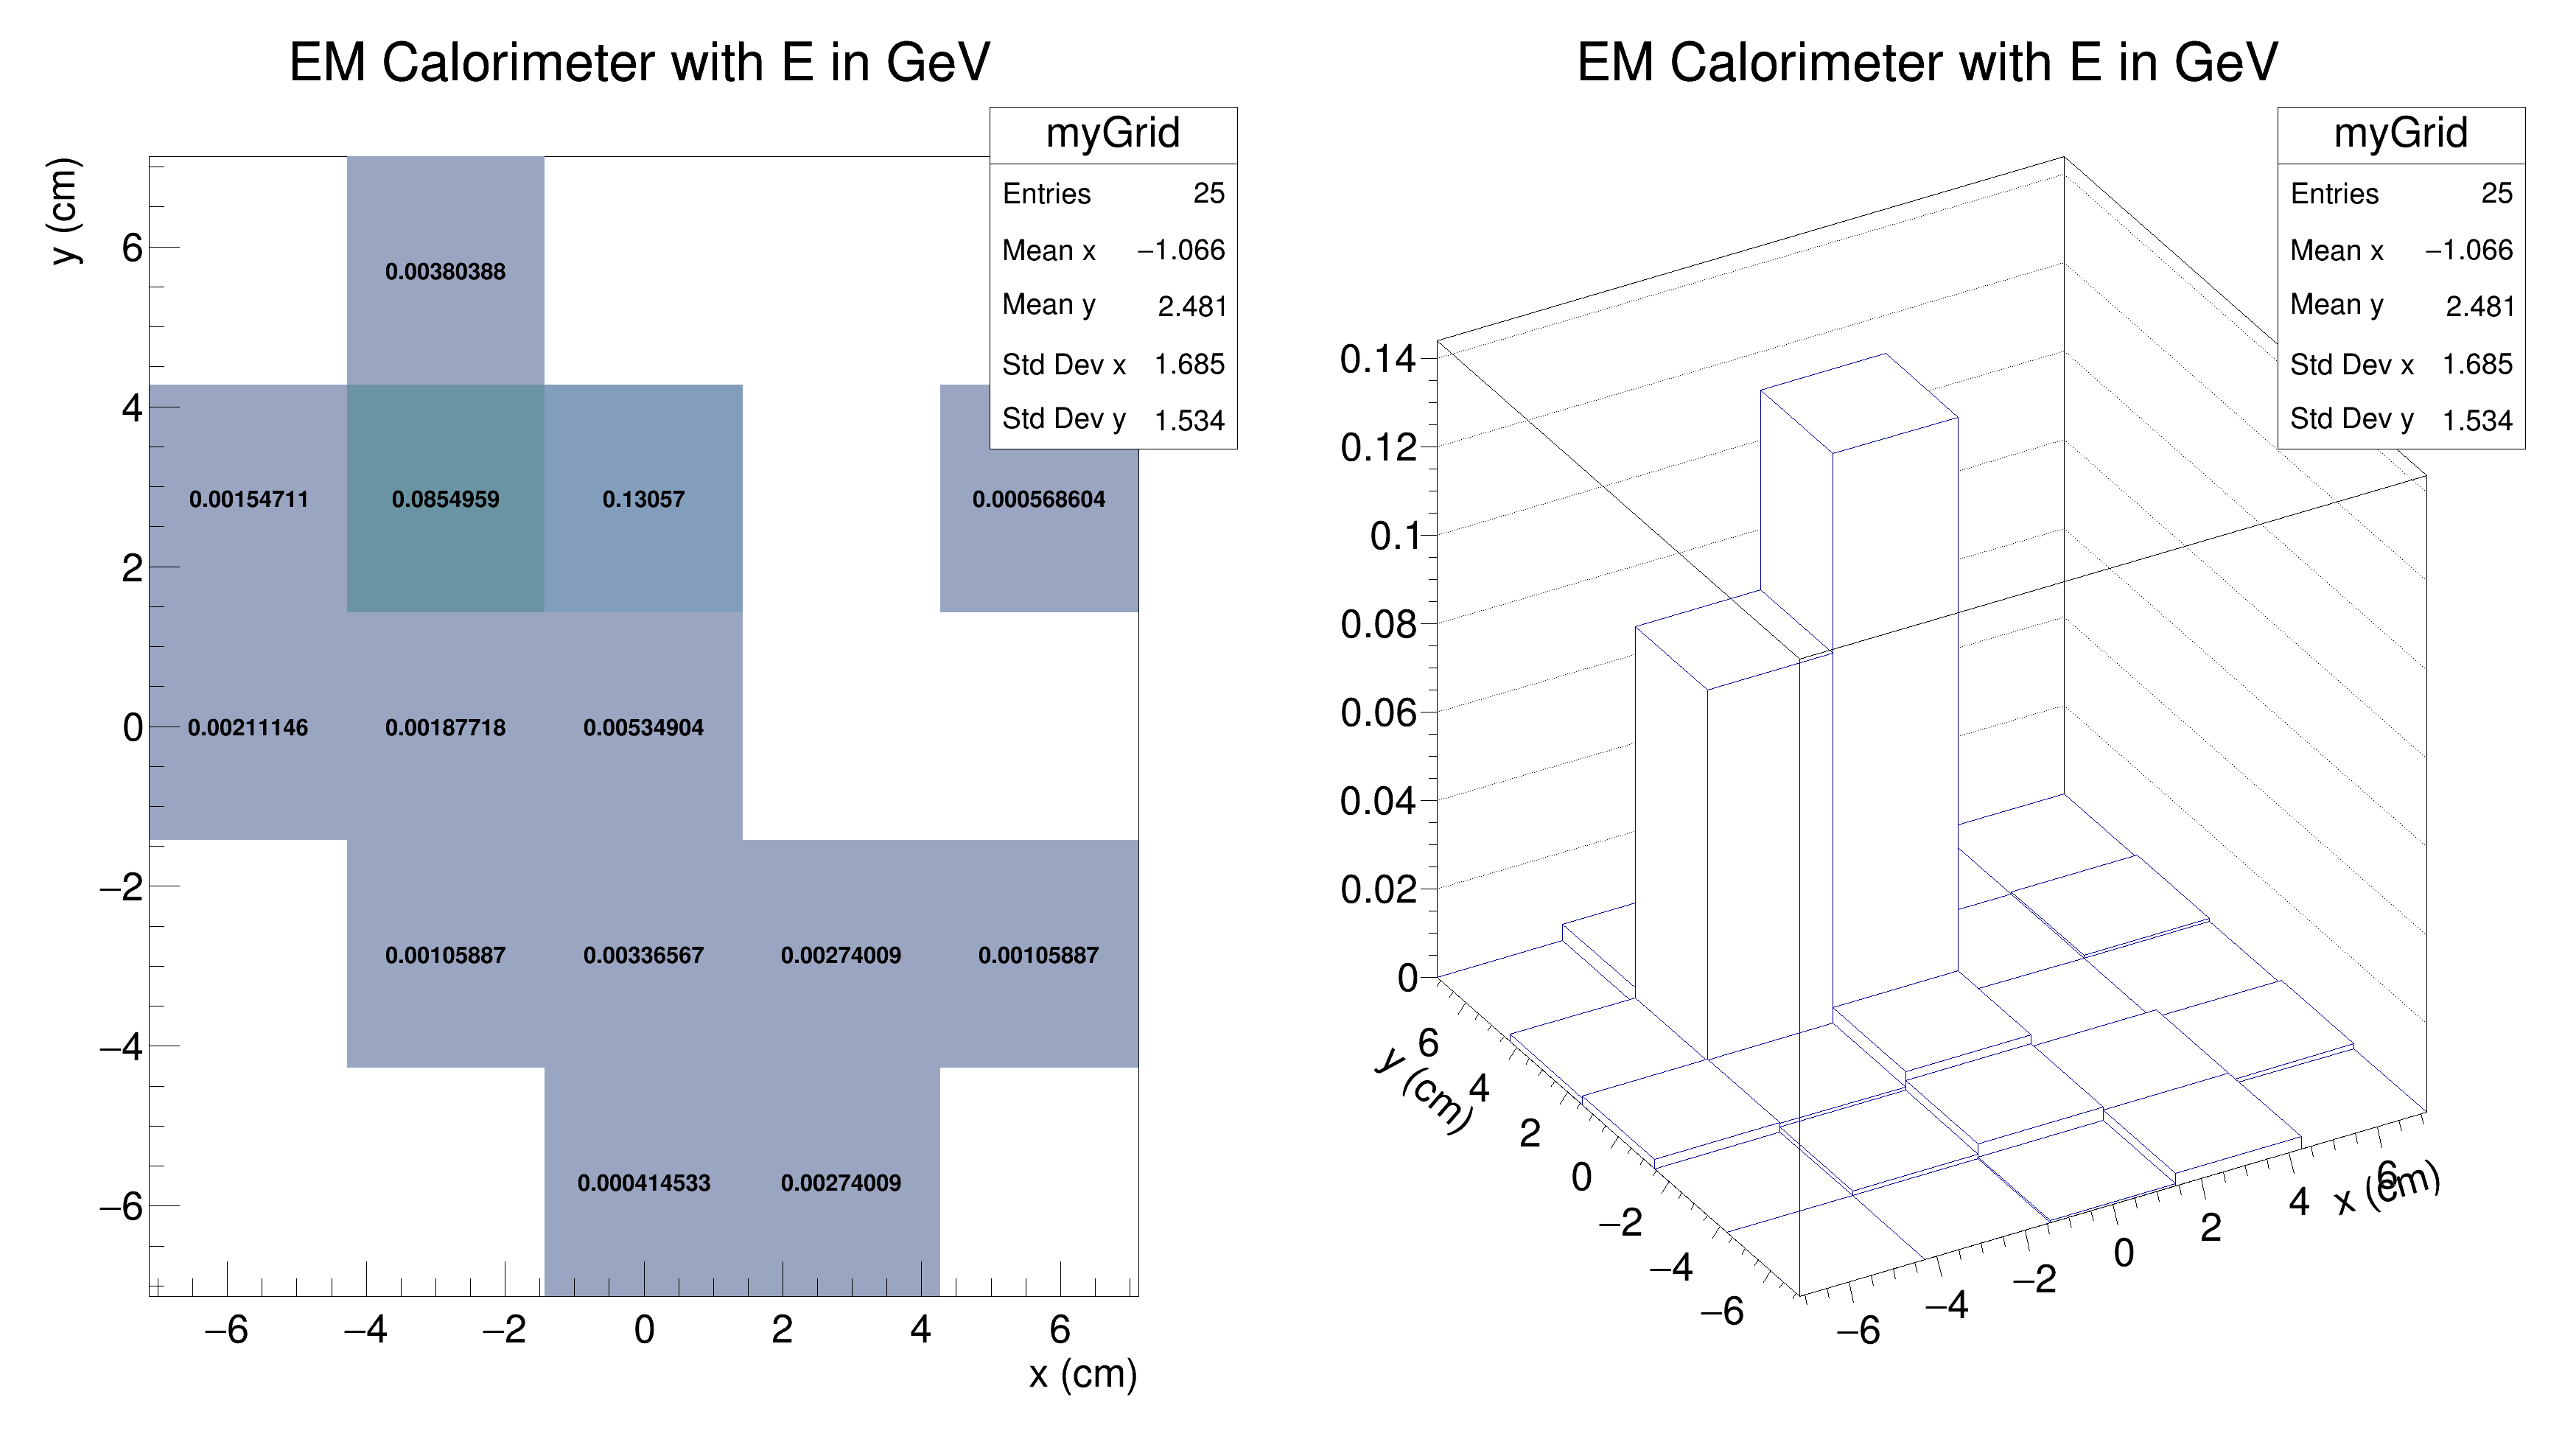 EM Calorimeter with E in GeV
myGrid
Entries 25
Mean x −1.066
Mean y 2.481
Std Dev x 1.685
Std Dev y 1.534
y (cm)
6
4
2
0
−2
−4
−6
0.00380388
0.00154711 0.0854959 0.13057 0.000568604
0.00211146 0.00187718 0.00534904
0.00105887 0.00336567 0.00274009 0.00105887
0.000414533 0.00274009
−6 −4 −2 0 2 4 6
x (cm)
EM Calorimeter with E in GeV
myGrid
Entries 25
Mean x −1.066
Mean y 2.481
Std Dev x 1.685
Std Dev y 1.534
0.14
0.12
0.1
0.08
0.06
0.04
0.02
0
y (cm)
6
4
2
0
−2
−4
−6
−6 −4 −2 0 2 4 6
x (cm)